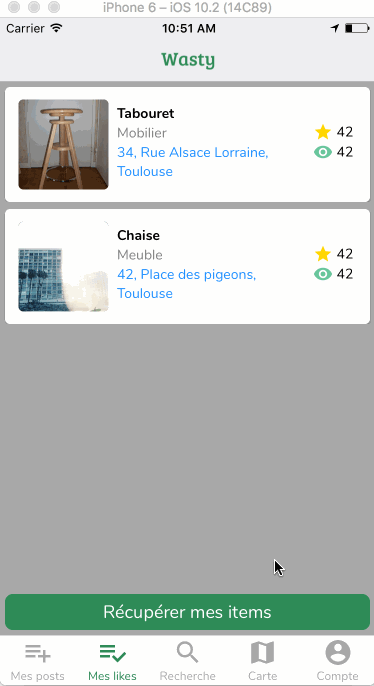 iPhone 6 – iOS 10.2 (14C89)
Carrier 10:51 AM
Wasty
Tabouret
Mobilier
42
34, Rue Alsace Lorraine,
Toulouse
42
Chaise
Meuble
42
42, Place des pigeons,
Toulouse
42
Récupérer mes items
Mes posts Mes likes Recherche Carte Compte